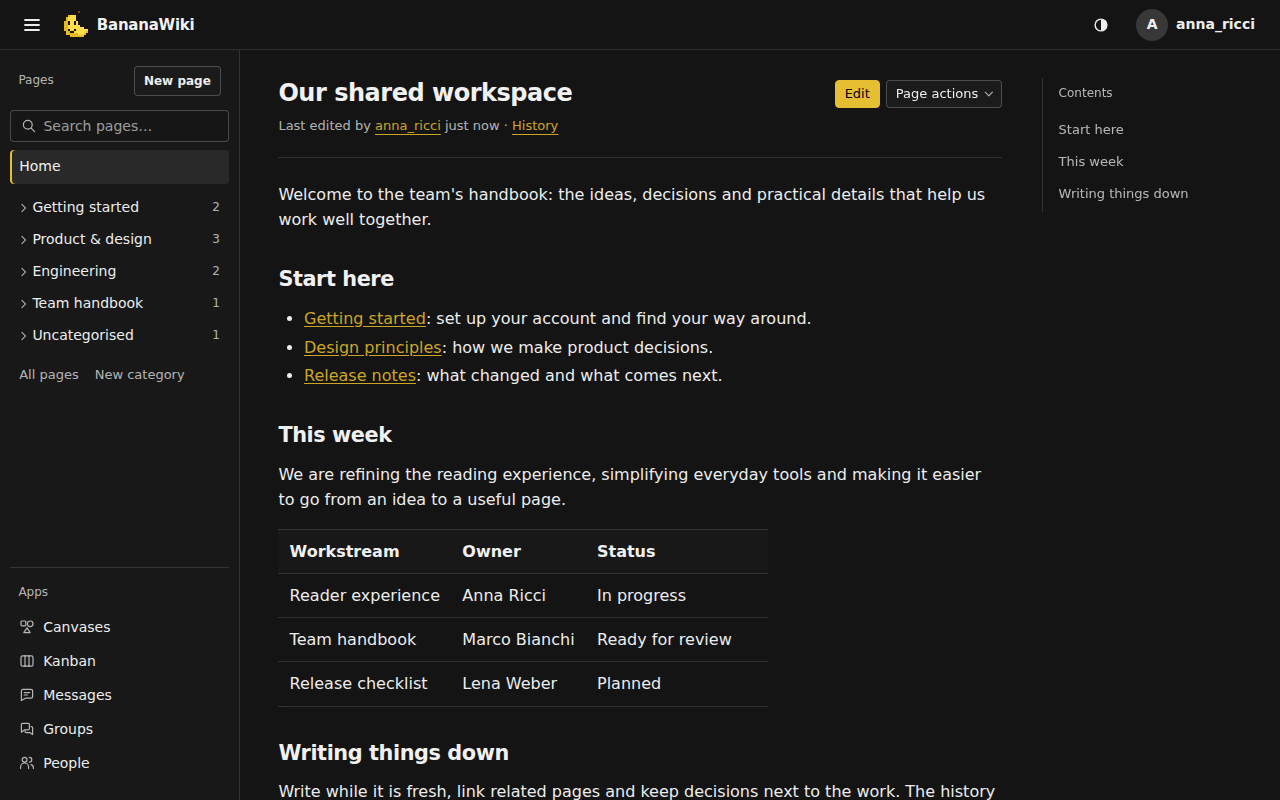 BananaWiki
A
anna_ricci
Pages
New page
Search pages...
Home
Getting started 2
Product & design 3
Engineering 2
Team handbook 1
Uncategorised 1
All pages New category
Apps
Canvases
Kanban
Messages
Groups
People
Our shared workspace
Edit
Page actions
Last edited by anna_ricci just now · History
Welcome to the team's handbook: the ideas, decisions and practical details that help us
work well together.
Start here
• Getting started: set up your account and find your way around.
• Design principles: how we make product decisions.
• Release notes: what changed and what comes next.
This week
We are refining the reading experience, simplifying everyday tools and making it easier
to go from an idea to a useful page.
Workstream Owner Status
Reader experience Anna Ricci In progress
Team handbook Marco Bianchi Ready for review
Release checklist Lena Weber Planned
Writing things down
Write while it is fresh, link related pages and keep decisions next to the work. The history
Contents
Start here
This week
Writing things down